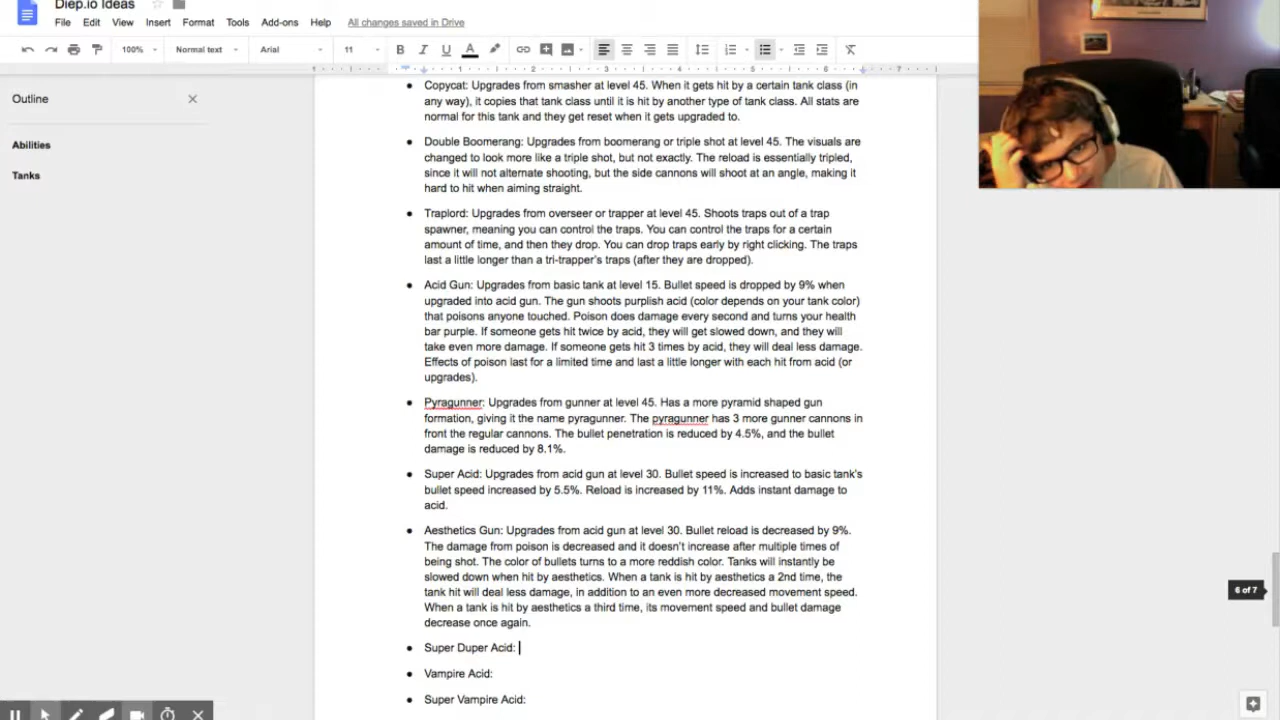 Diep.io Ideas
File Edit View Insert Format Tools Add-ons Help All changes saved in Drive
100% Normal text Arial 11 B I U A
1 1 2 3 4 5 6 7
Outline
Abilities
Tanks
● Copycat: Upgrades from smasher at level 45. When it gets hit by a certain tank class (in
any way), it copies that tank class until it is hit by another type of tank class. All stats are
normal for this tank and they get reset when it gets upgraded to.
● Double Boomerang: Upgrades from boomerang or triple shot at level 45. The visuals are
changed to look more like a triple shot, but not exactly. The reload is essentially tripled,
since it will not alternate shooting, but the side cannons will shoot at an angle, making it
hard to hit when aiming straight.
● Traplord: Upgrades from overseer or trapper at level 45. Shoots traps out of a trap
spawner, meaning you can control the traps. You can control the traps for a certain
amount of time, and then they drop. You can drop traps early by right clicking. The traps
last a little longer than a tri-trapper's traps (after they are dropped).
● Acid Gun: Upgrades from basic tank at level 15. Bullet speed is dropped by 9% when
upgraded into acid gun. The gun shoots purplish acid (color depends on your tank color)
that poisons anyone touched. Poison does damage every second and turns your health
bar purple. If someone gets hit twice by acid, they will get slowed down, and they will
take even more damage. If someone gets hit 3 times by acid, they will deal less damage.
Effects of poison last for a limited time and last a little longer with each hit from acid (or
upgrades).
● Pyragunner: Upgrades from gunner at level 45. Has a more pyramid shaped gun
formation, giving it the name pyragunner. The pyragunner has 3 more gunner cannons in
front the regular cannons. The bullet penetration is reduced by 4.5%, and the bullet
damage is reduced by 8.1%.
● Super Acid: Upgrades from acid gun at level 30. Bullet speed is increased to basic tank's
bullet speed increased by 5.5%. Reload is increased by 11%. Adds instant damage to
acid.
● Aesthetics Gun: Upgrades from acid gun at level 30. Bullet reload is decreased by 9%.
The damage from poison is decreased and it doesn't increase after multiple times of
being shot. The color of bullets turns to a more reddish color. Tanks will instantly be
slowed down when hit by aesthetics. When a tank is hit by aesthetics a 2nd time, the
tank hit will deal less damage, in addition to an even more decreased movement speed.
When a tank is hit by aesthetics a third time, its movement speed and bullet damage
decrease once again.
● Super Duper Acid:
● Vampire Acid:
● Super Vampire Acid:
6 of 7